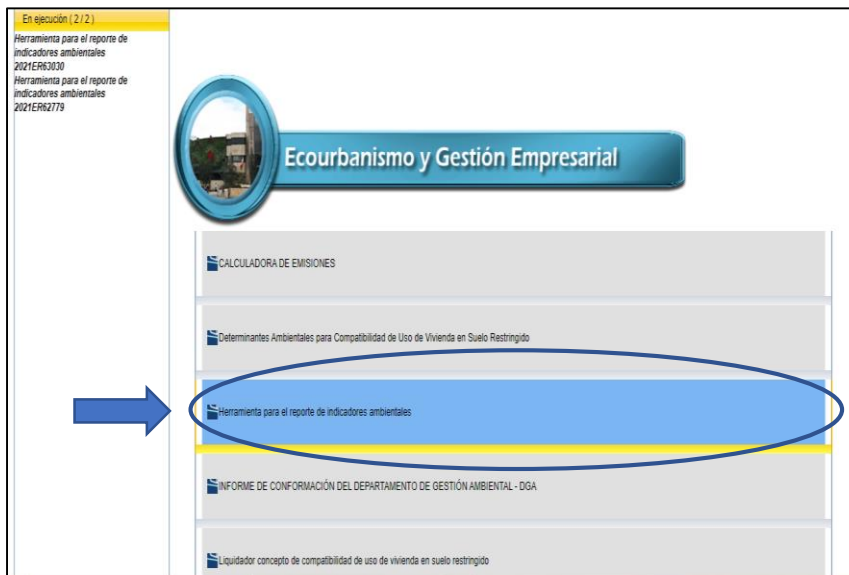 En ejecución ( 2 / 2 )
Herramienta para el reporte de
indicadores ambientales
2021ER63030
Herramienta para el reporte de
indicadores ambientales
2021ER62779
Ecourbanismo y Gestión Empresarial
CALCULADORA DE EMISIONES
Determinantes Ambientales para Compatibilidad de Uso de Vivienda en Suelo Restringido
Herramienta para el reporte de indicadores ambientales
INFORME DE CONFORMACIÓN DEL DEPARTAMENTO DE GESTIÓN AMBIENTAL - DGA
Liquidador concepto de compatibilidad de uso de vivienda en suelo restringido